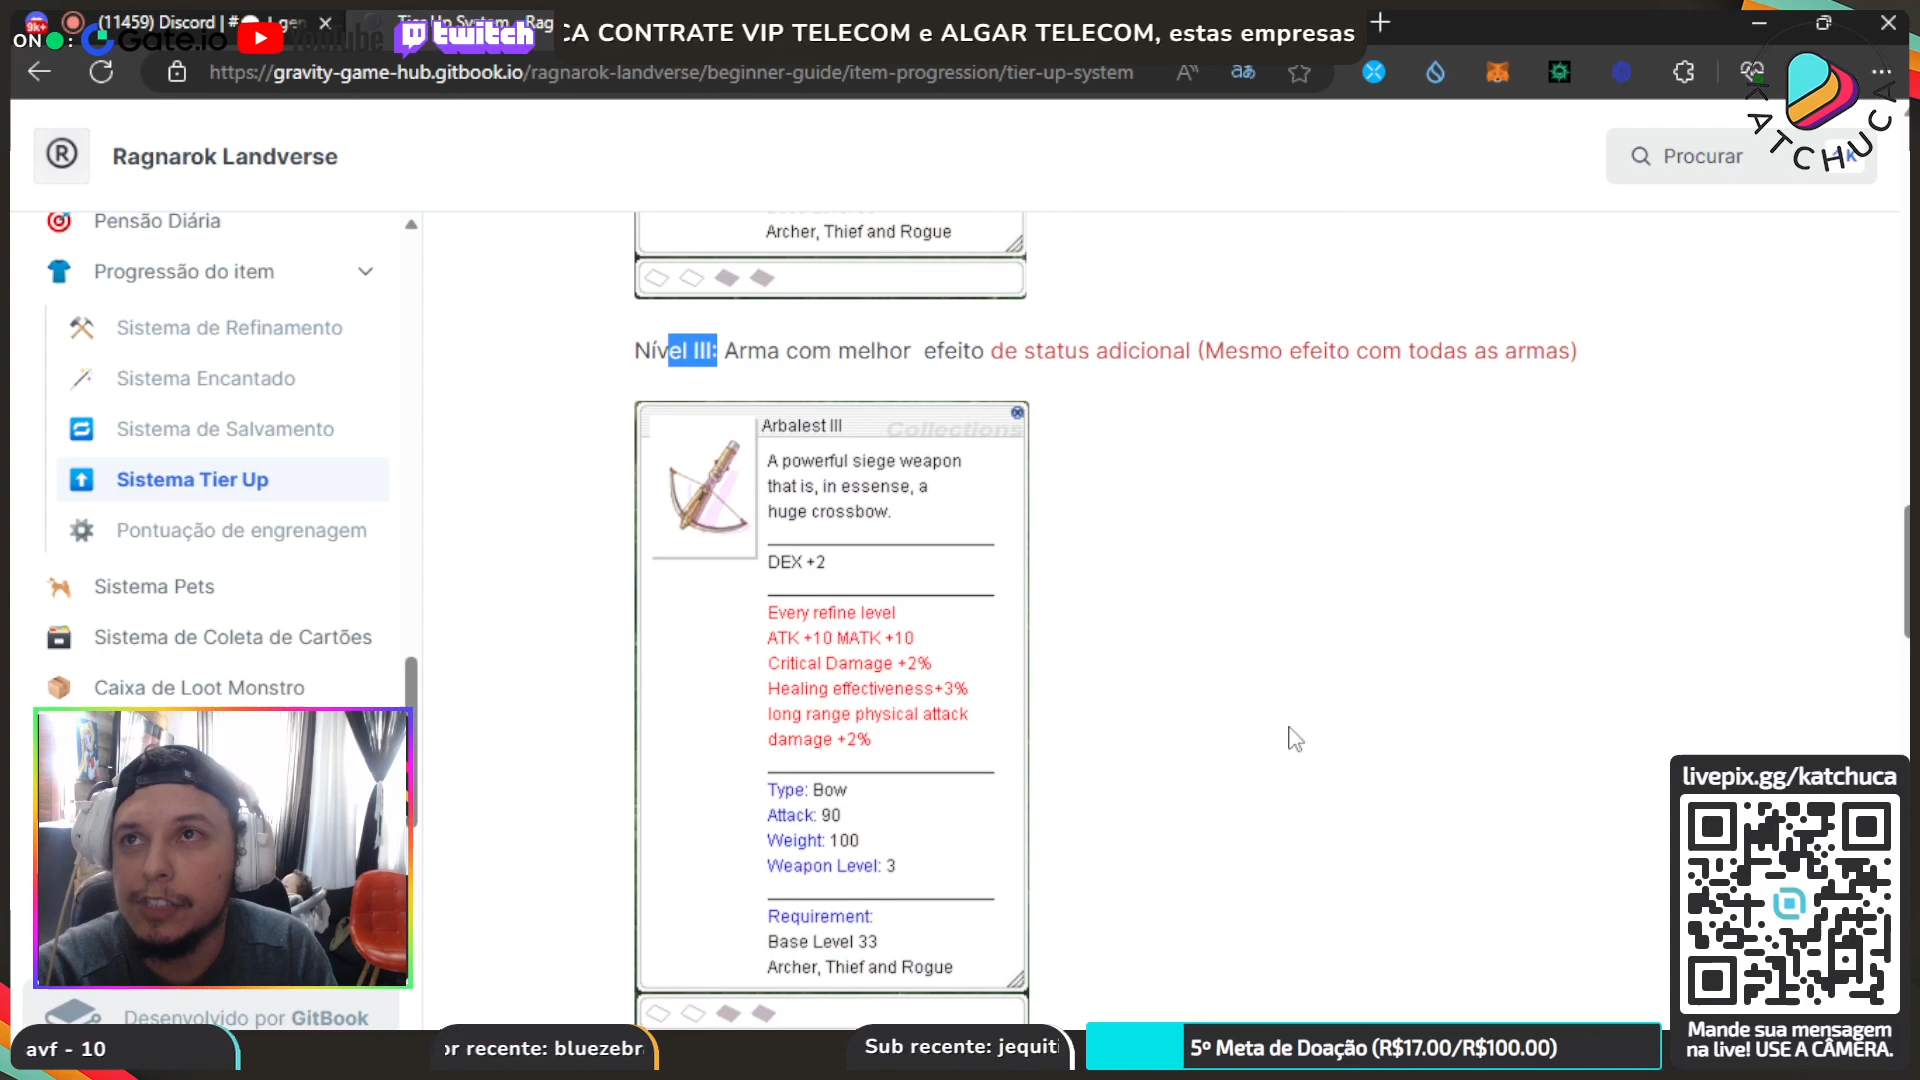 (11459) Discord | #
Tier Up System - Rag
ON :
Gate.io
YouTube
twitch
CA CONTRATE VIP TELECOM e ALGAR TELECOM, estas empresas
https://gravity-game-hub.gitbook.io/ragnarok-landverse/beginner-guide/item-progression/tier-up-system
KATCHUCA
Ragnarok Landverse
Procurar
K
Pensão Diária
Progressão do item
Sistema de Refinamento
Sistema Encantado
Sistema de Salvamento
Sistema Tier Up
Pontuação de engrenagem
Sistema Pets
Sistema de Coleta de Cartões
Caixa de Loot Monstro
Desenvolvido por GitBook
Archer, Thief and Rogue
Nível III: Arma com melhor efeito de status adicional (Mesmo efeito com todas as armas)
Arbalest III
Collections
A powerful siege weapon
that is, in essense, a
huge crossbow.
DEX +2
Every refine level
ATK +10 MATK +10
Critical Damage +2%
Healing effectiveness+3%
long range physical attack
damage +2%
Type: Bow
Attack: 90
Weight: 100
Weapon Level: 3
Requirement:
Base Level 33
Archer, Thief and Rogue
livepix.gg/katchuca
Mande sua mensagem
na live! USE A CÂMERA.
avf - 10
or recente: bluezebr
Sub recente: jequiti
5º Meta de Doação (R$17.00/R$100.00)